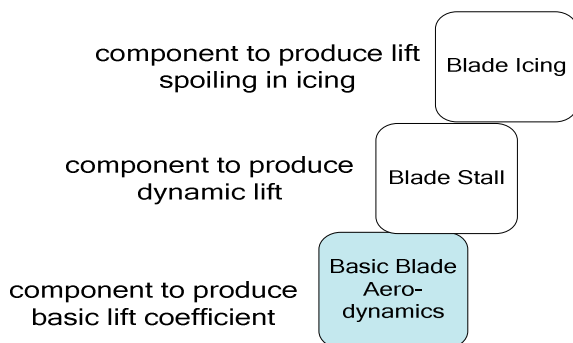 component to produce lift
spoiling in icing
Blade Icing
component to produce
dynamic lift
Blade Stall
component to produce
basic lift coefficient
Basic Blade
Aero-
dynamics